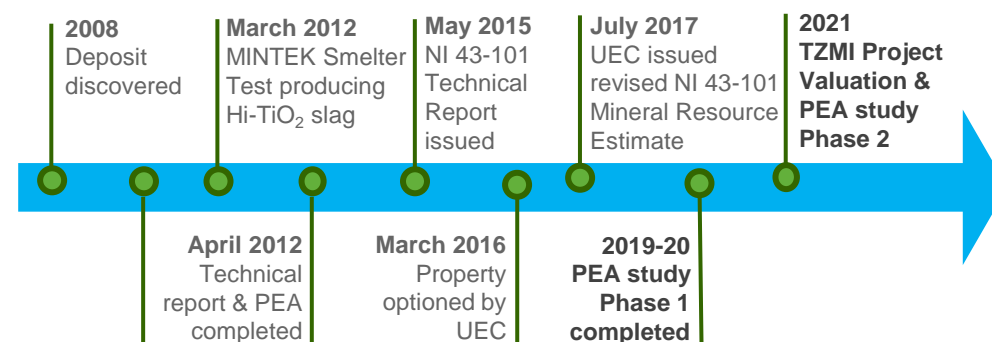 2008
Deposit
discovered
March 2012
MINTEK Smelter
Test producing
Hi-TiO₂ slag
May 2015
NI 43-101
Technical
Report
issued
July 2017
UEC issued
revised NI 43-101
Mineral Resource
Estimate
2021
TZMI Project
Valuation &
PEA study
Phase 2
April 2012
Technical
report & PEA
completed
March 2016
Property
optioned by
UEC
2019-20
PEA study
Phase 1
completed